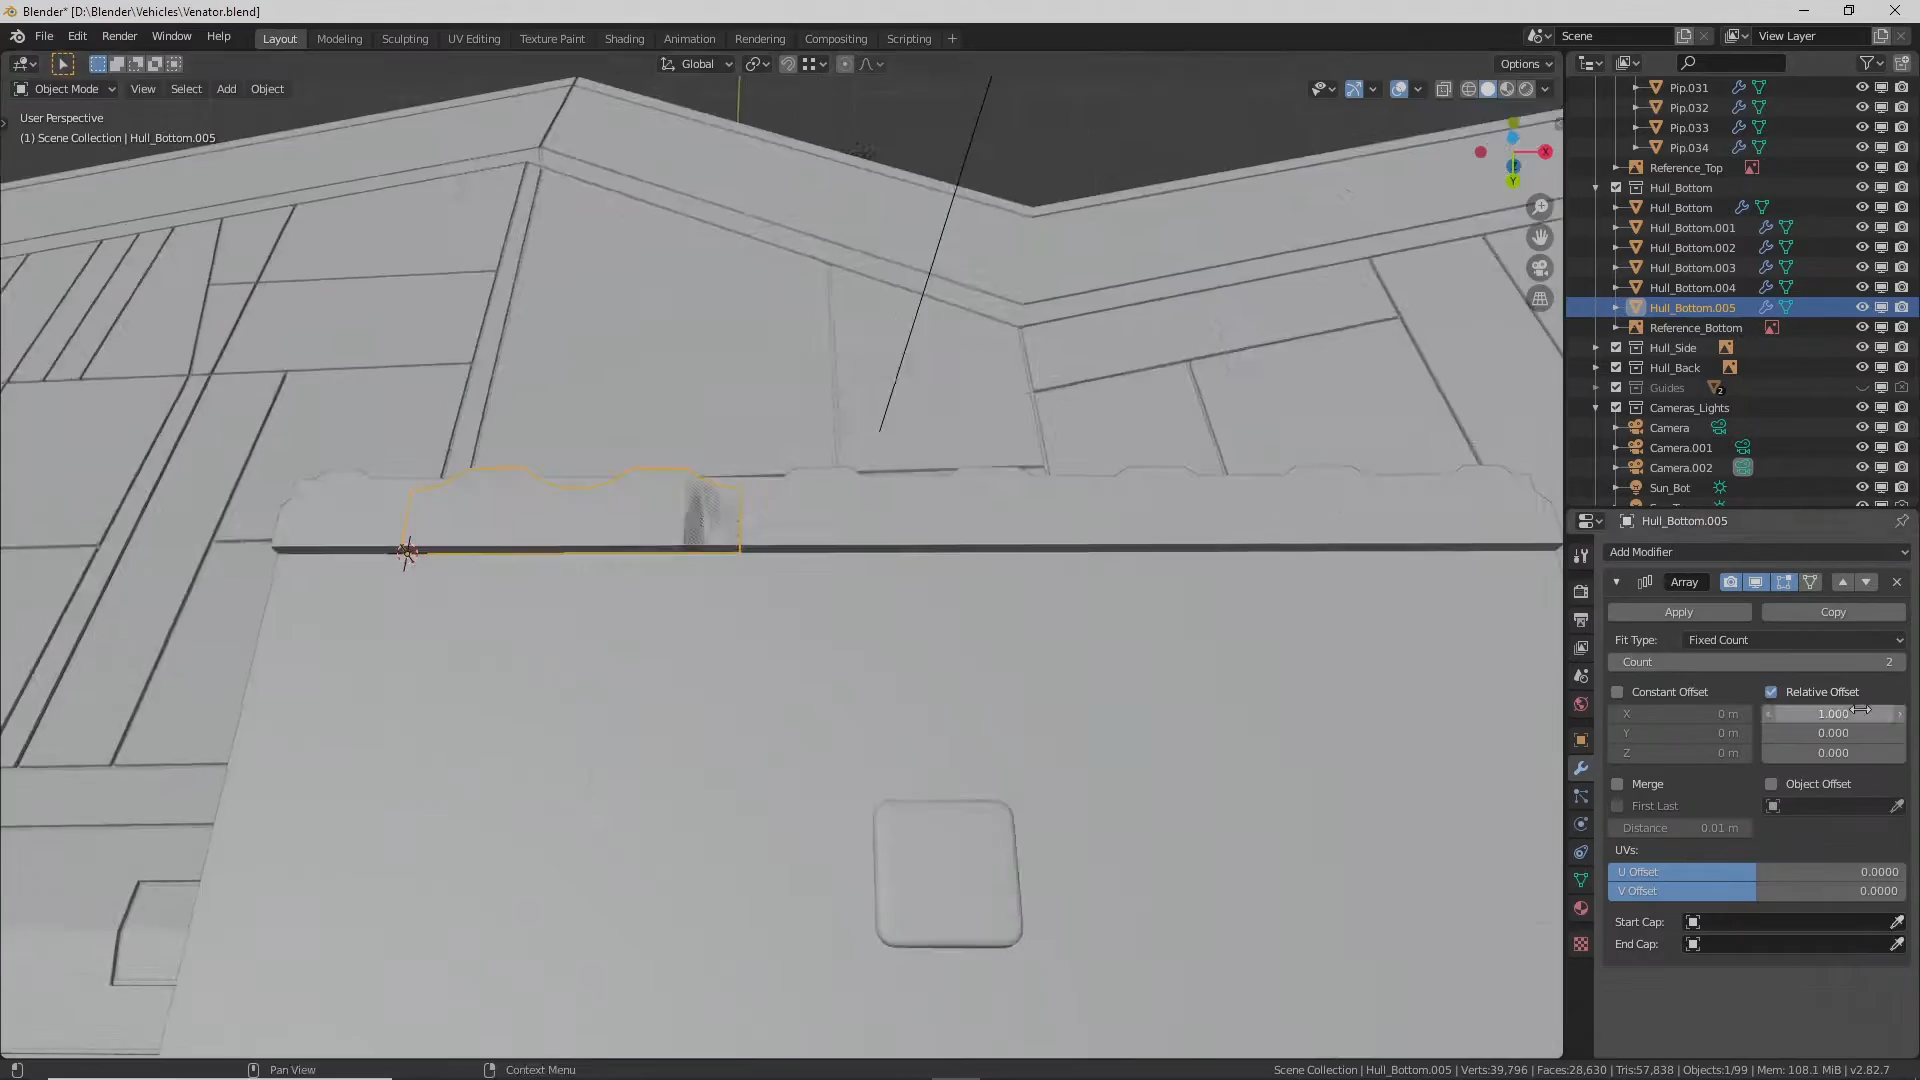 Blender* [D:\Blender\Vehicles\Venator.blend]
File Edit Render Window Help
Layout Modeling Sculpting UV Editing Texture Paint Shading Animation Rendering Compositing Scripting +
Scene
View Layer
Global
Options
Object Mode View Select Add Object
User Perspective
(1) Scene Collection | Hull_Bottom.005
X
Y
Pip.031
Pip.032
Pip.033
Pip.034
Reference_Top
Hull_Bottom
Hull_Bottom
Hull_Bottom.001
Hull_Bottom.002
Hull_Bottom.003
Hull_Bottom.004
Hull_Bottom.005
Reference_Bottom
Hull_Side
Hull_Back
Guides 2
Cameras_Lights
Camera
Camera.001
Camera.002
Sun_Bot
Hull_Bottom.005
Add Modifier
Array
Apply Copy
Fit Type: Fixed Count
Count 2
Constant Offset Relative Offset
X 0 m 1.000
Y 0 m 0.000
Z 0 m 0.000
Merge Object Offset
First Last
Distance 0.01 m
UVs:
U Offset 0.0000
V Offset 0.0000
Start Cap:
End Cap:
Pan View
Context Menu
Scene Collection | Hull_Bottom.005 | Verts:39,796 | Faces:28,630 | Tris:57,838 | Objects:1/99 | Mem: 108.1 MiB | v2.82.7